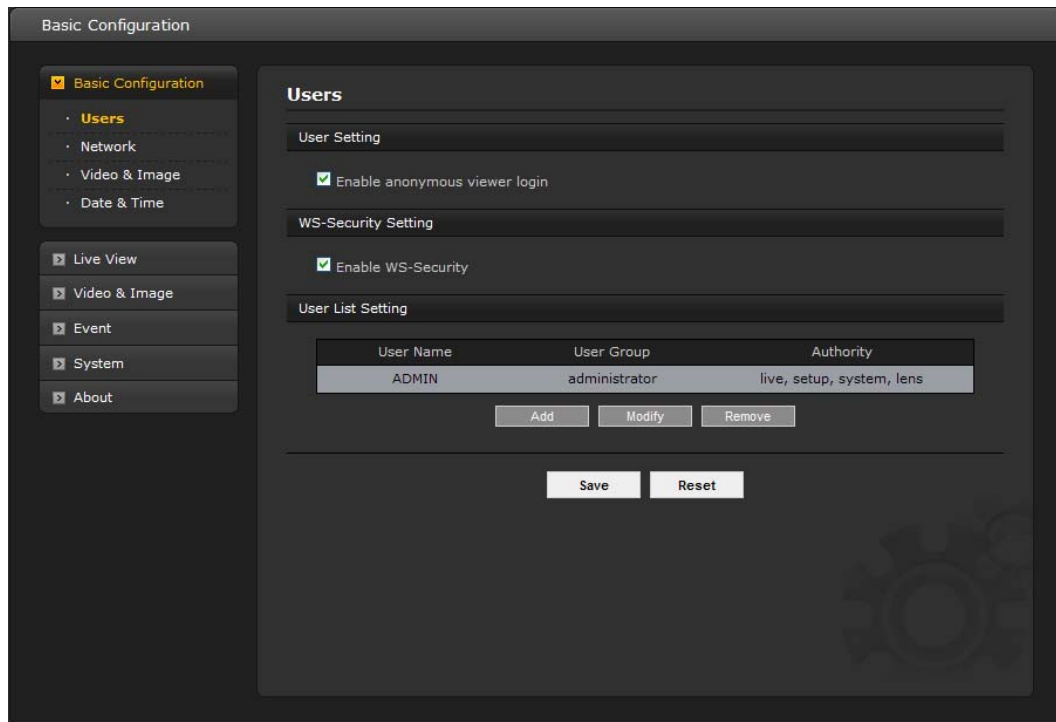 Basic Configuration
Basic Configuration
· Users
· Network
· Video & Image
· Date & Time
Live View
Video & Image
Event
System
About
Users
User Setting
Enable anonymous viewer login
WS-Security Setting
Enable WS-Security
User List Setting
User Name User Group Authority
ADMIN administrator live, setup, system, lens
Add Modify Remove
Save Reset